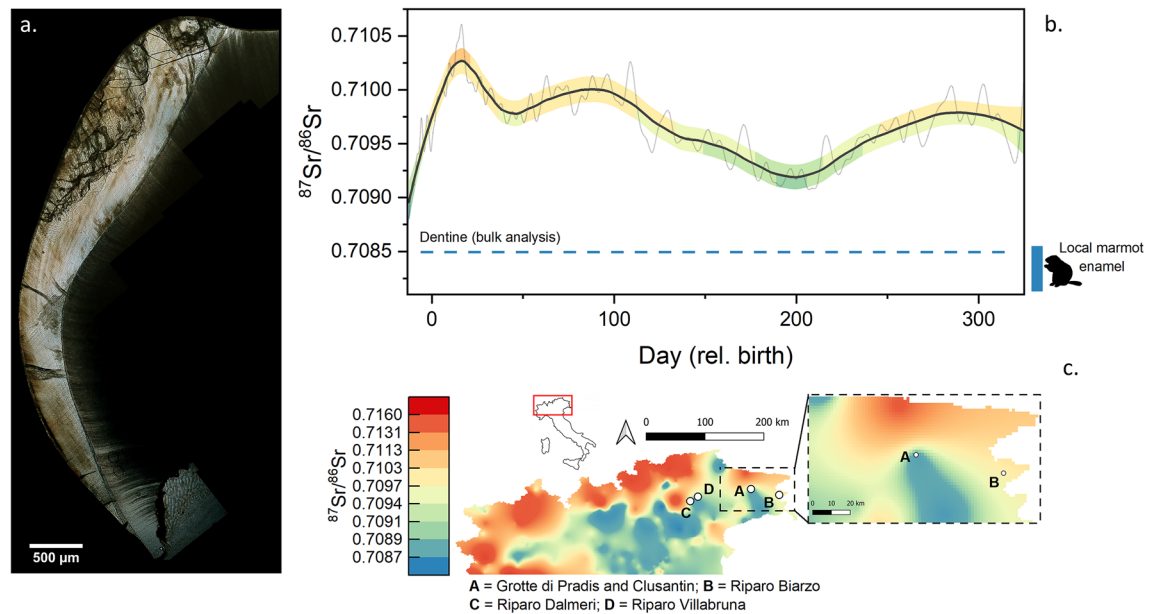 a.
500 µm
b.
⁸⁷Sr/⁸⁶Sr
0.7105
0.7100
0.7095
0.7090
0.7085
Dentine (bulk analysis)
0
100
200
300
Day (rel. birth)
Local marmot
enamel
c.
⁸⁷Sr/⁸⁶Sr
0.7160
0.7131
0.7113
0.7103
0.7097
0.7094
0.7091
0.7089
0.7087
0
100
200 km
A
B
C
D
A
B
0
10
20 km
A = Grotte di Pradis and Clusantin; B = Riparo Biarzo
C = Riparo Dalmeri; D = Riparo Villabruna